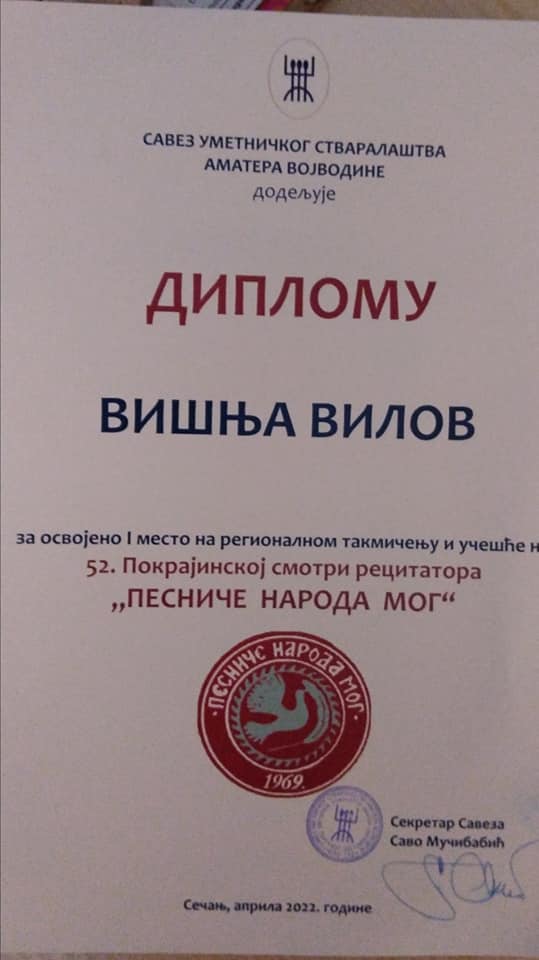 САВЕЗ УМЕТНИЧКОГ СТВАРАЛАШТВА
АМАТЕРА ВОЈВОДИНЕ
додељује
ДИПЛОМУ
ВИШЊА ВИЛОВ
за освојено I место на регионалном такмичењу и учешће н
52. Покрајинској смотри рецитатора
„ПЕСНИЧЕ НАРОДА МОГ“
ПЕСНИЧЕ НАРОДА МОГ
1969.
Секретар Савеза
Саво Мучибабић
Сечањ, априла 2022. године